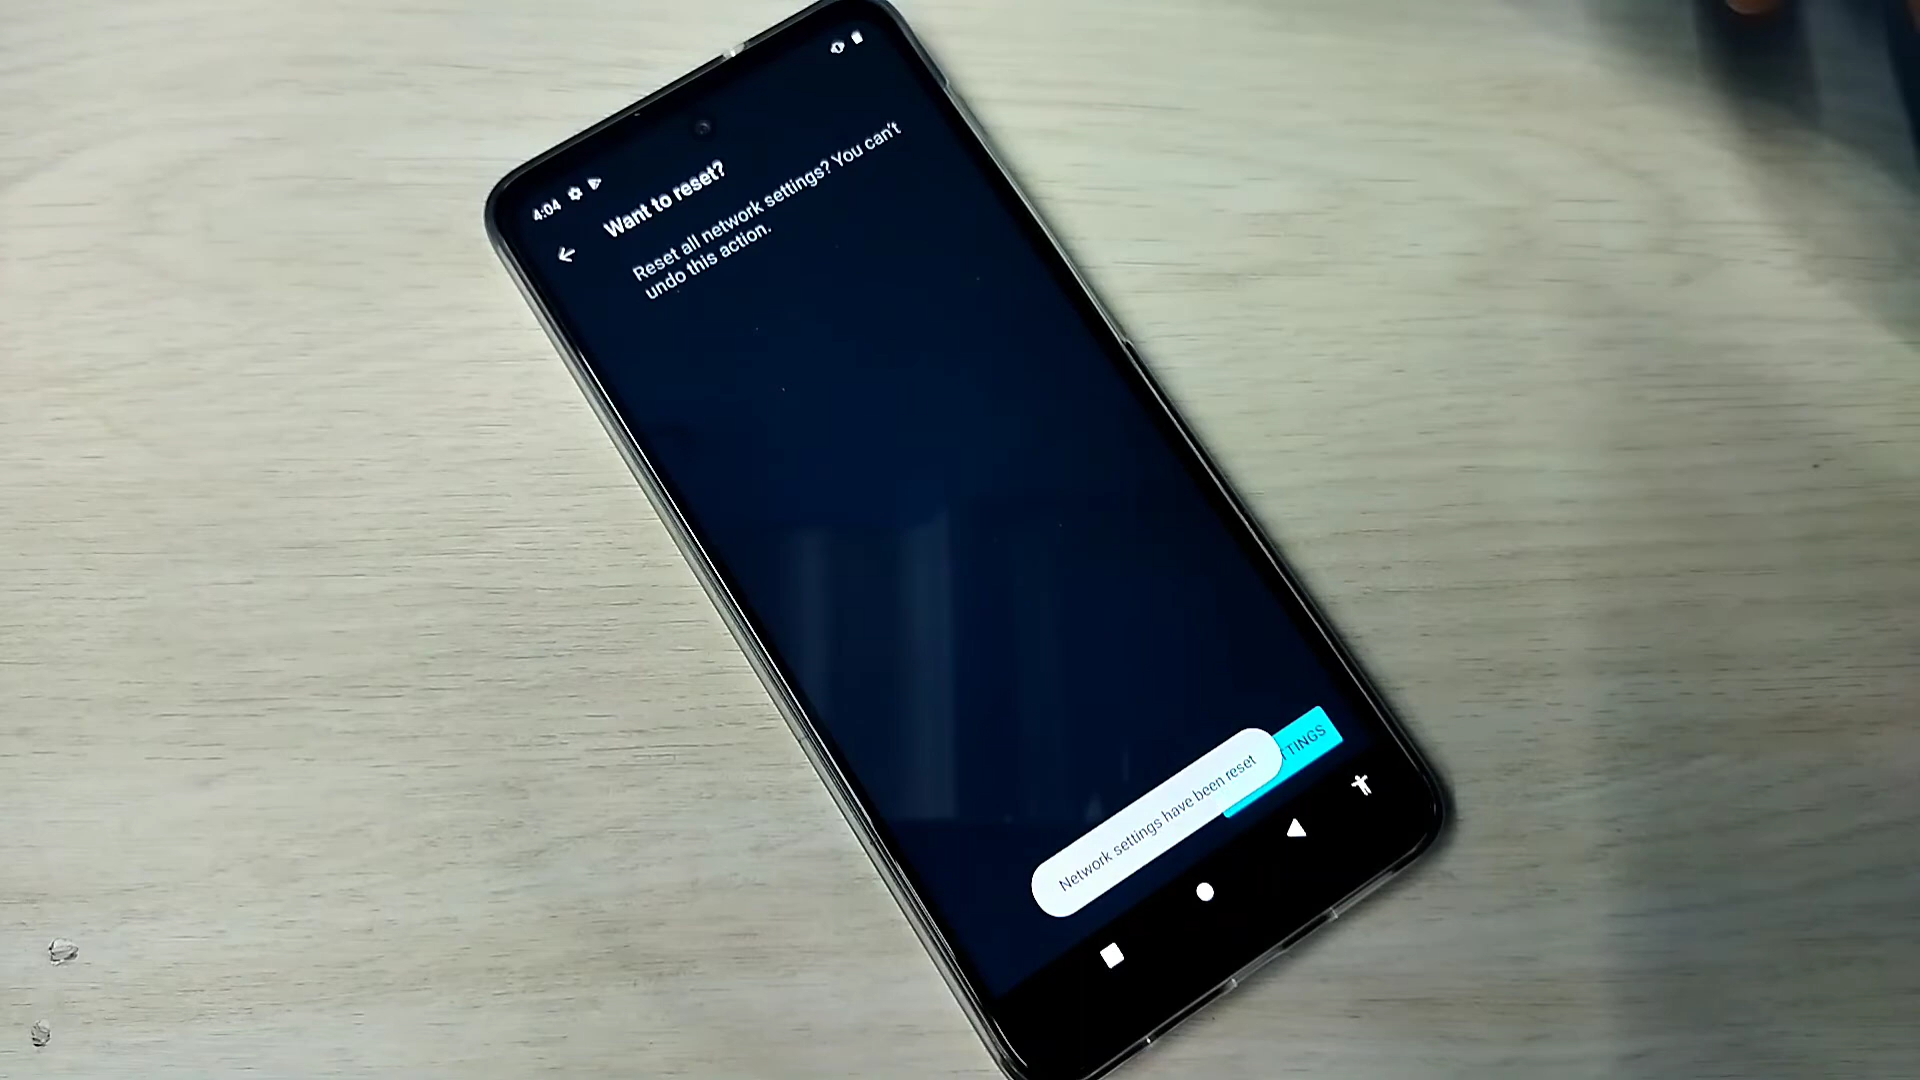 4:04
Want to reset?
Reset all network settings? You can't
undo this action.
TTINGS
Network settings have been reset